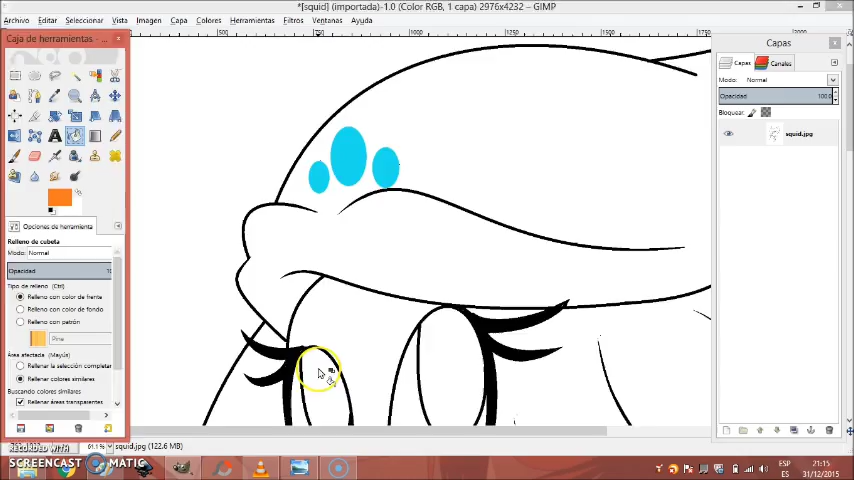 *[squid] (importada)-1.0 (Color RGB, 1 capa) 2976x4232 – GIMP
Archivo Editar Seleccionar Vista Imagen Capa Colores Herramientas Filtros Ventanas Ayuda
Caja de herramientas - ...
Opciones de herramienta
Relleno de cubeta
Modo: Normal
Opacidad 10
Tipo de relleno (Ctrl)
Relleno con color de frente
Relleno con color de fondo
Relleno con patrón
Pine
Área afectada (Mayús)
Rellenar la selección completa
Rellenar colores similares
Buscando colores similares
Rellenar áreas transparentes
Capas
Capas Canales
Modo: Normal
Opacidad 100,0
Bloquear:
squid.jpg
61.1% squid.jpg (122.6 MB)
RECORDED WITH
SCREENCAST MATIC
ESP
ES
21:15
31/12/2015